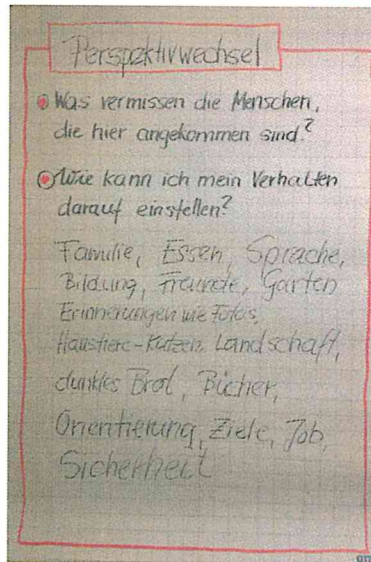 Perspektivwechsel
Was vermissen die Menschen,
die hier angekommen sind?
Wie kann ich mein Verhalten
darauf einstellen?
Familie, Essen, Sprache,
Bildung, Freunde, Garten
Erinnerungen wie Fotos,
Haustiere-Katzen, Landschaft,
dunkles Brot, Bücher,
Orientierung, Ziele, Job,
Sicherheit